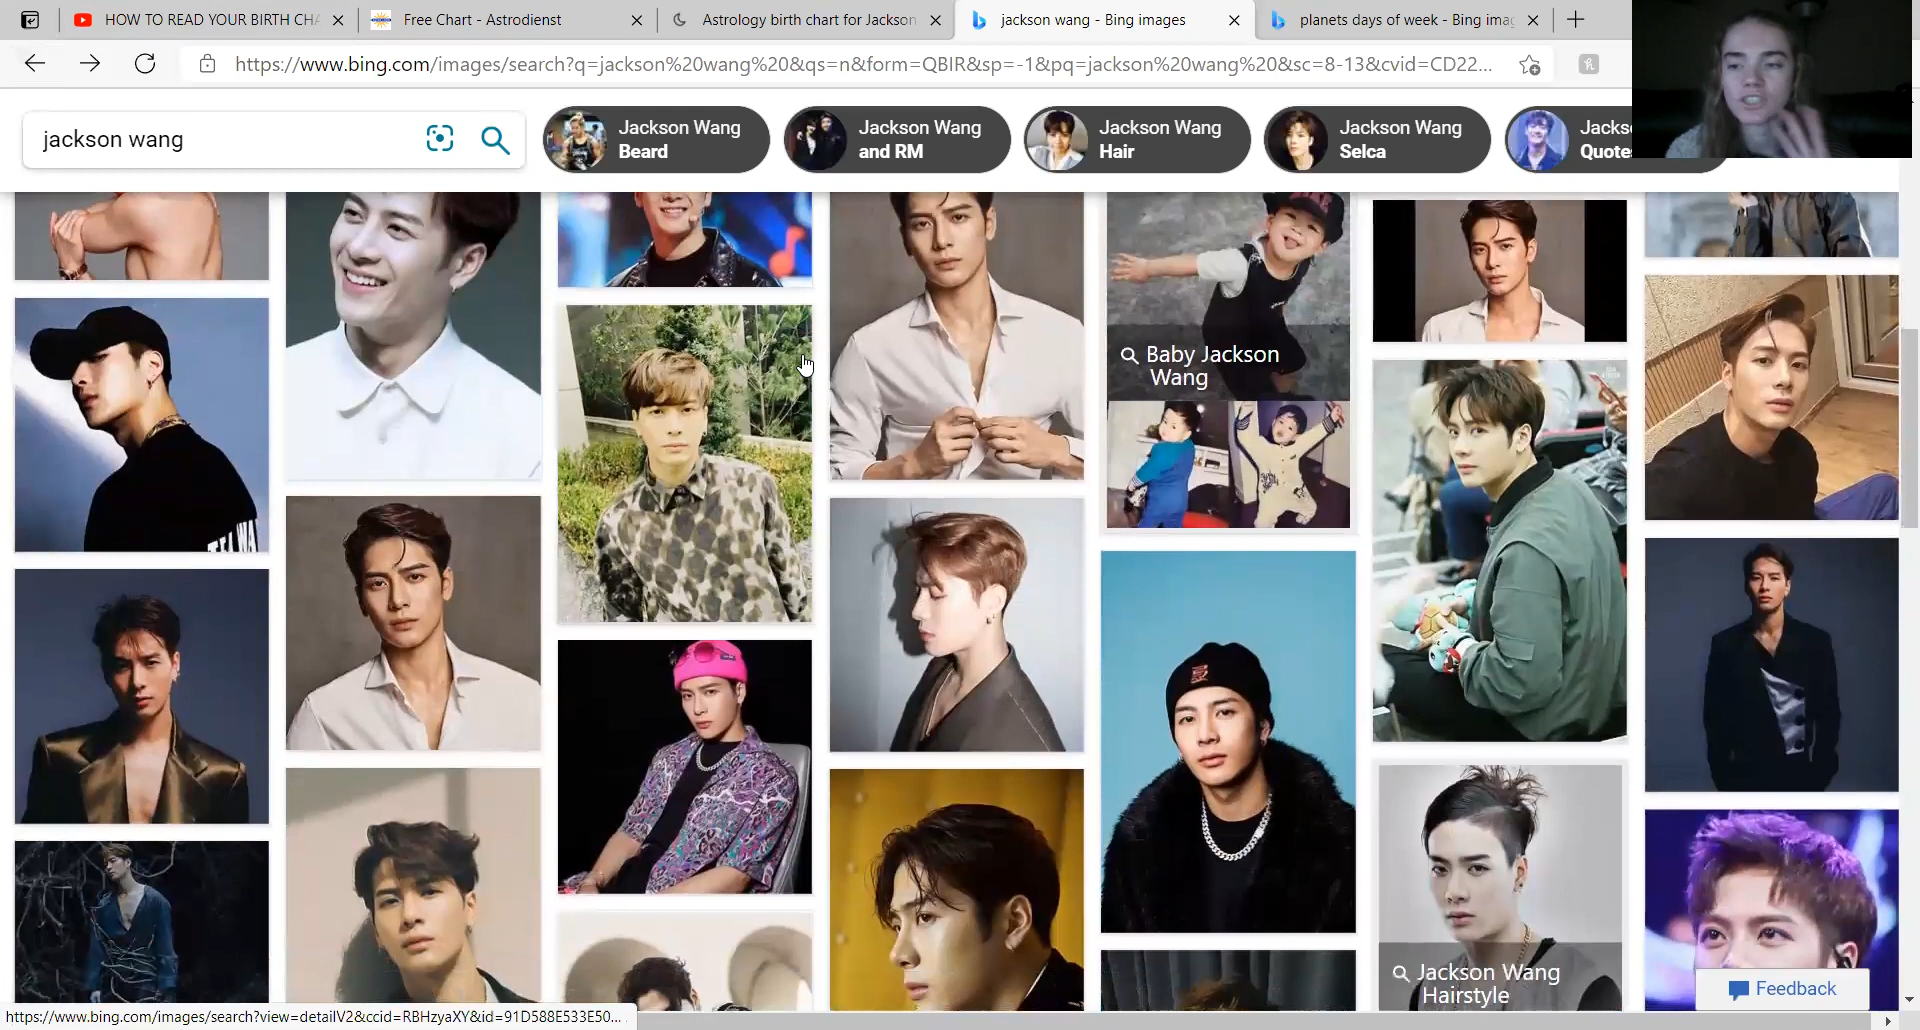 HOW TO READ YOUR BIRTH CHA
Free Chart - Astrodienst
Astrology birth chart for Jackson
jackson wang - Bing images
planets days of week - Bing imag
https://www.bing.com/images/search?q=jackson%20wang%20&qs=n&form=QBIR&sp=-1&pq=jackson%20wang%20&sc=8-13&cvid=CD22...
jackson wang
Jackson Wang
Beard
Jackson Wang
and RM
Jackson Wang
Hair
Jackson Wang
Selca
Jacks
Quotes
Baby Jackson
Wang
Jackson Wang
Hairstyle
Feedback
https://www.bing.com/images/search?view=detailV2&ccid=RBHzyaXY&id=91D588E533E50...